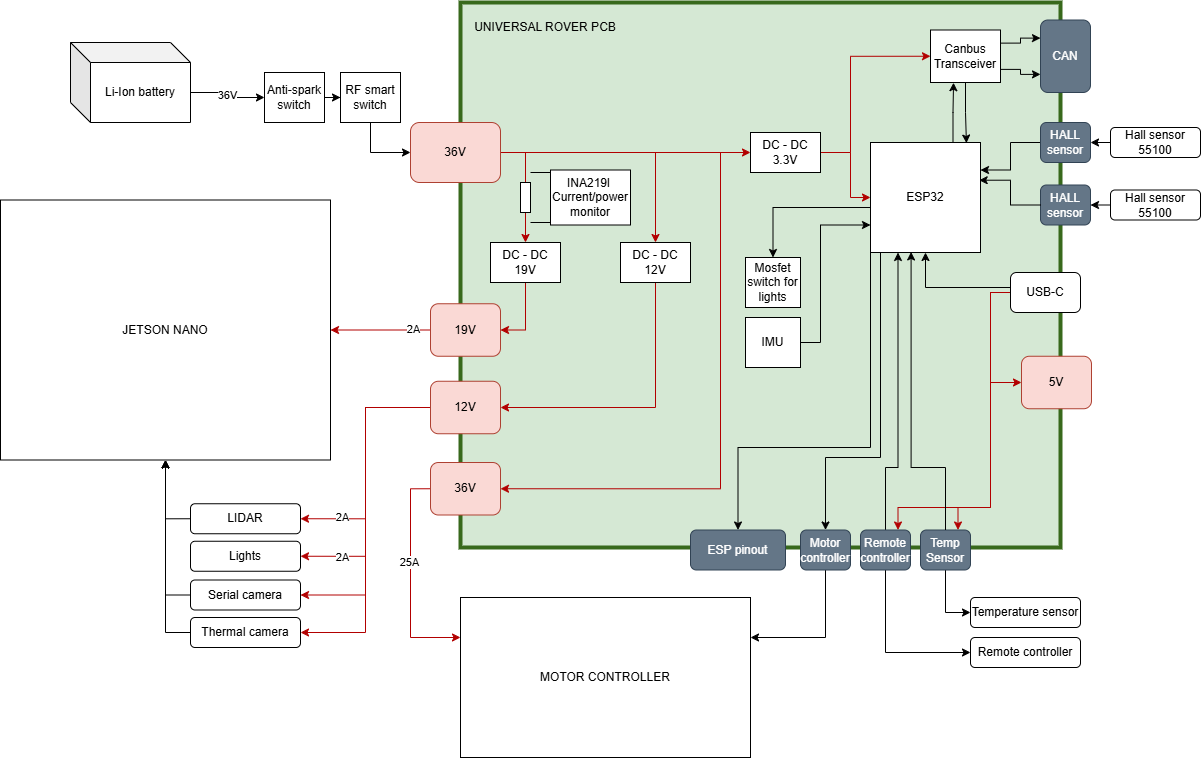 UNIVERSAL ROVER PCB
Canbus
Transceiver
CAN
Li-Ion battery
36V
Anti-spark
switch
RF smart
switch
36V
DC - DC
3.3V
HALL
sensor
Hall sensor
55100
INA219I
Current/power
monitor
ESP32
HALL
sensor
Hall sensor
55100
DC - DC
19V
DC - DC
12V
Mosfet
switch for
lights
USB-C
JETSON NANO
2A
19V
IMU
5V
12V
36V
LIDAR
2A
Lights
2A
25A
Serial camera
Thermal camera
ESP pinout
Motor
controller
Remote
controller
Temp
Sensor
Temperature sensor
Remote controller
MOTOR CONTROLLER